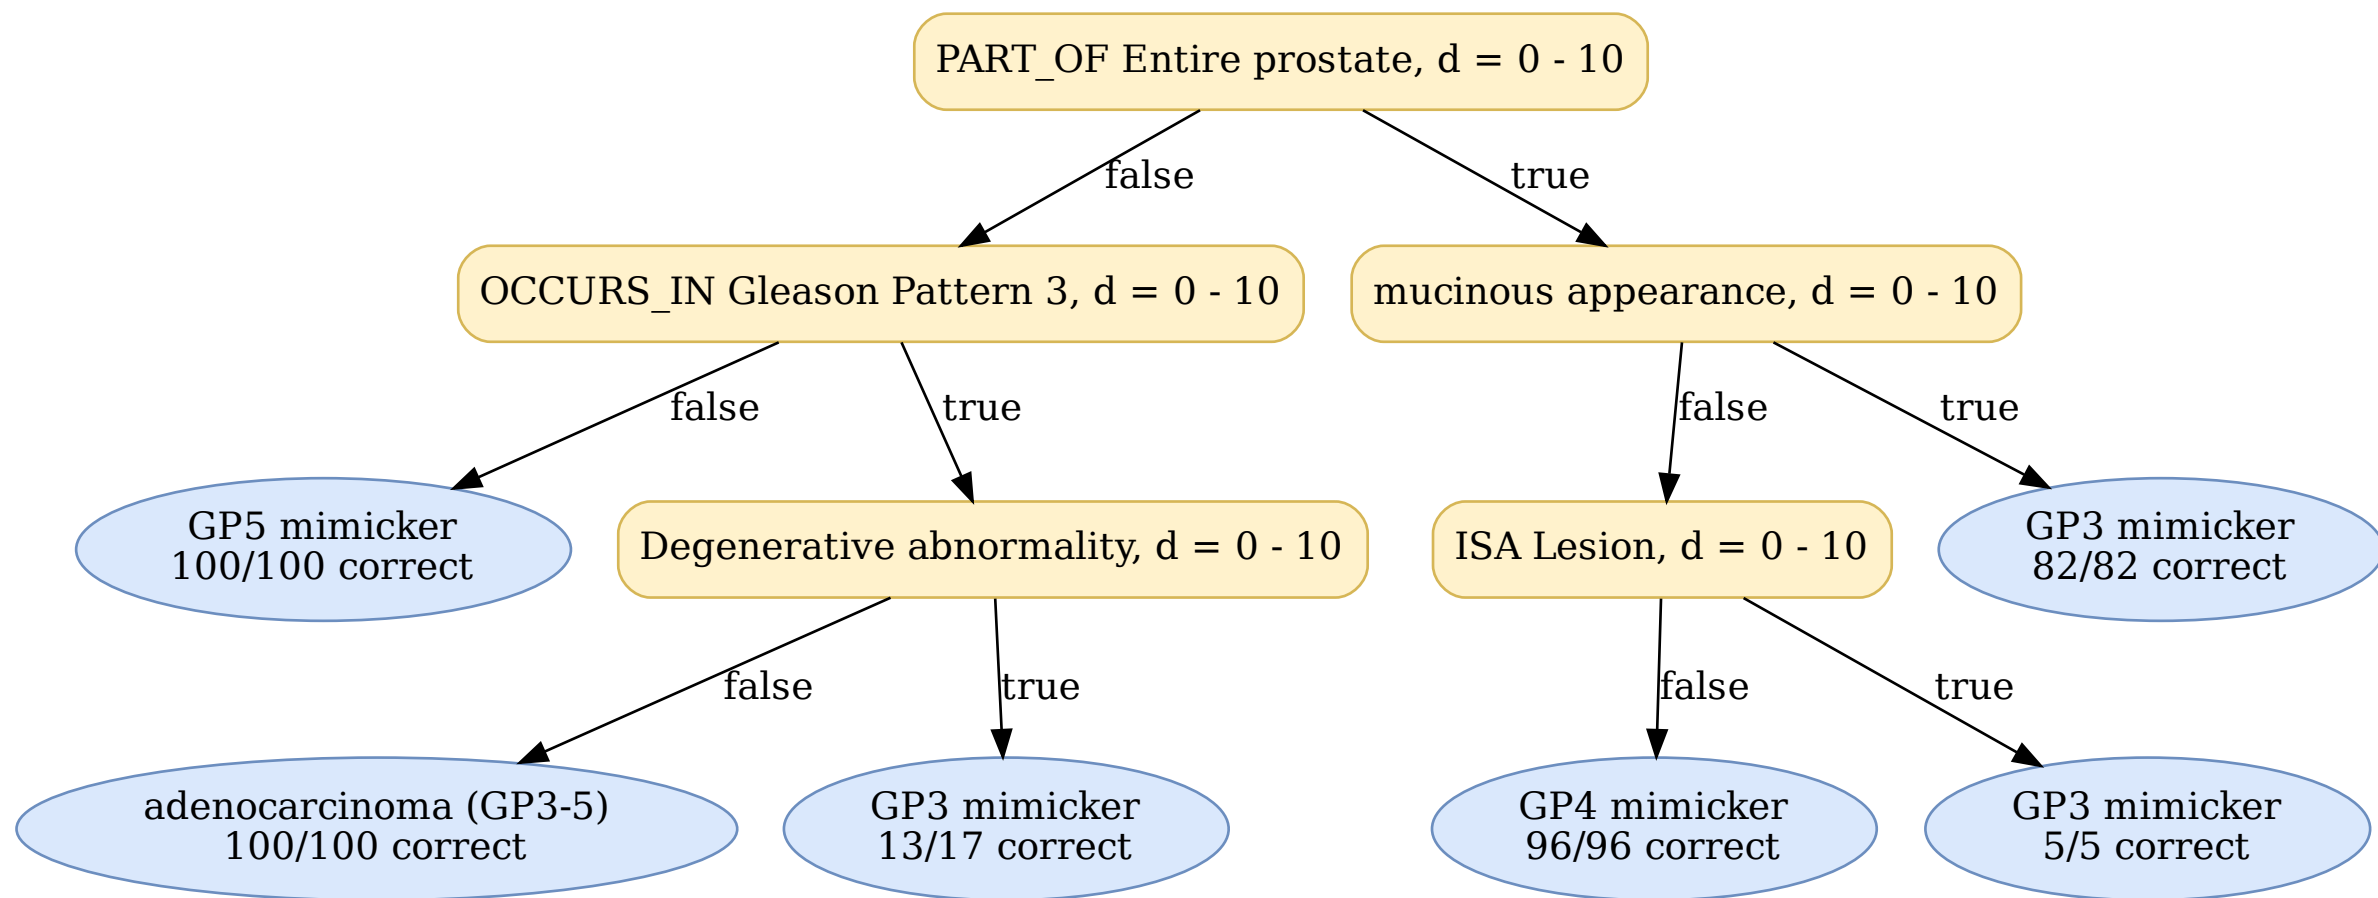 PART_OF Entire prostate, d = 0 - 10
false
true
OCCURS_IN Gleason Pattern 3, d = 0 - 10
mucinous appearance, d = 0 - 10
false
true
false
true
GP5 mimicker
100/100 correct
Degenerative abnormality, d = 0 - 10
ISA Lesion, d = 0 - 10
GP3 mimicker
82/82 correct
false
true
false
true
adenocarcinoma (GP3-5)
100/100 correct
GP3 mimicker
13/17 correct
GP4 mimicker
96/96 correct
GP3 mimicker
5/5 correct